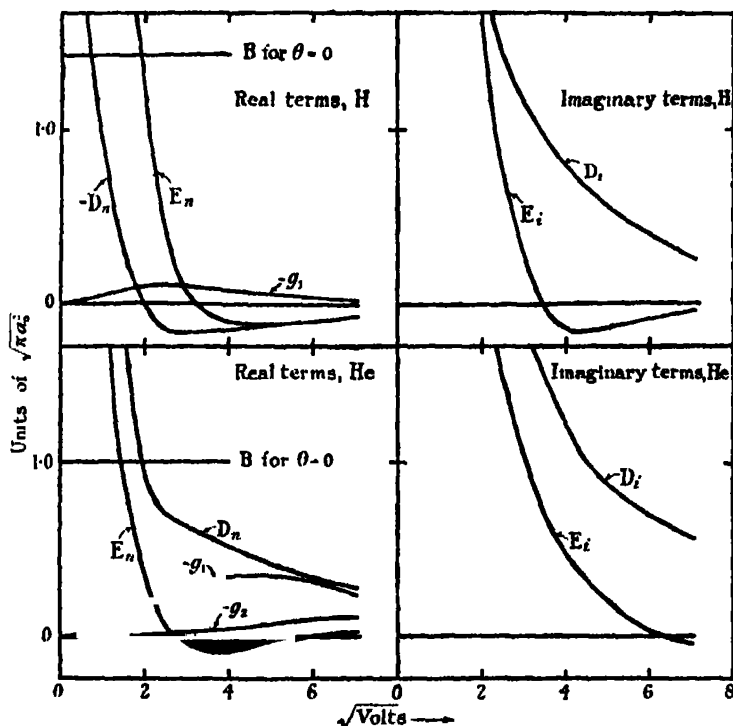 B for θ=0
Real terms, H
Imaginary terms, H
1·0
-Dn
En
Di
Ei
-g₁
0
Units of √πa₀²
Real terms, He
Imaginary terms, He
1·0
B for θ-0
Dn
Di
En
Ei
-g₁
-g₂
0
0 2 4 6 0 2 4 6 8
√Volts